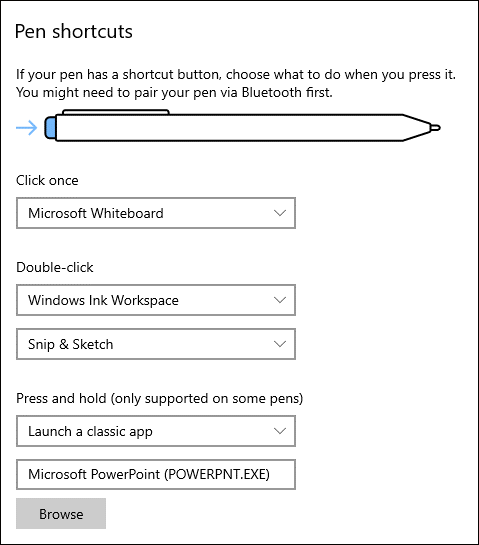 Pen shortcuts
If your pen has a shortcut button, choose what to do when you press it.
You might need to pair your pen via Bluetooth first.
Click once
Microsoft Whiteboard
Double-click
Windows Ink Workspace
Snip & Sketch
Press and hold (only supported on some pens)
Launch a classic app
Microsoft PowerPoint (POWERPNT.EXE)
Browse